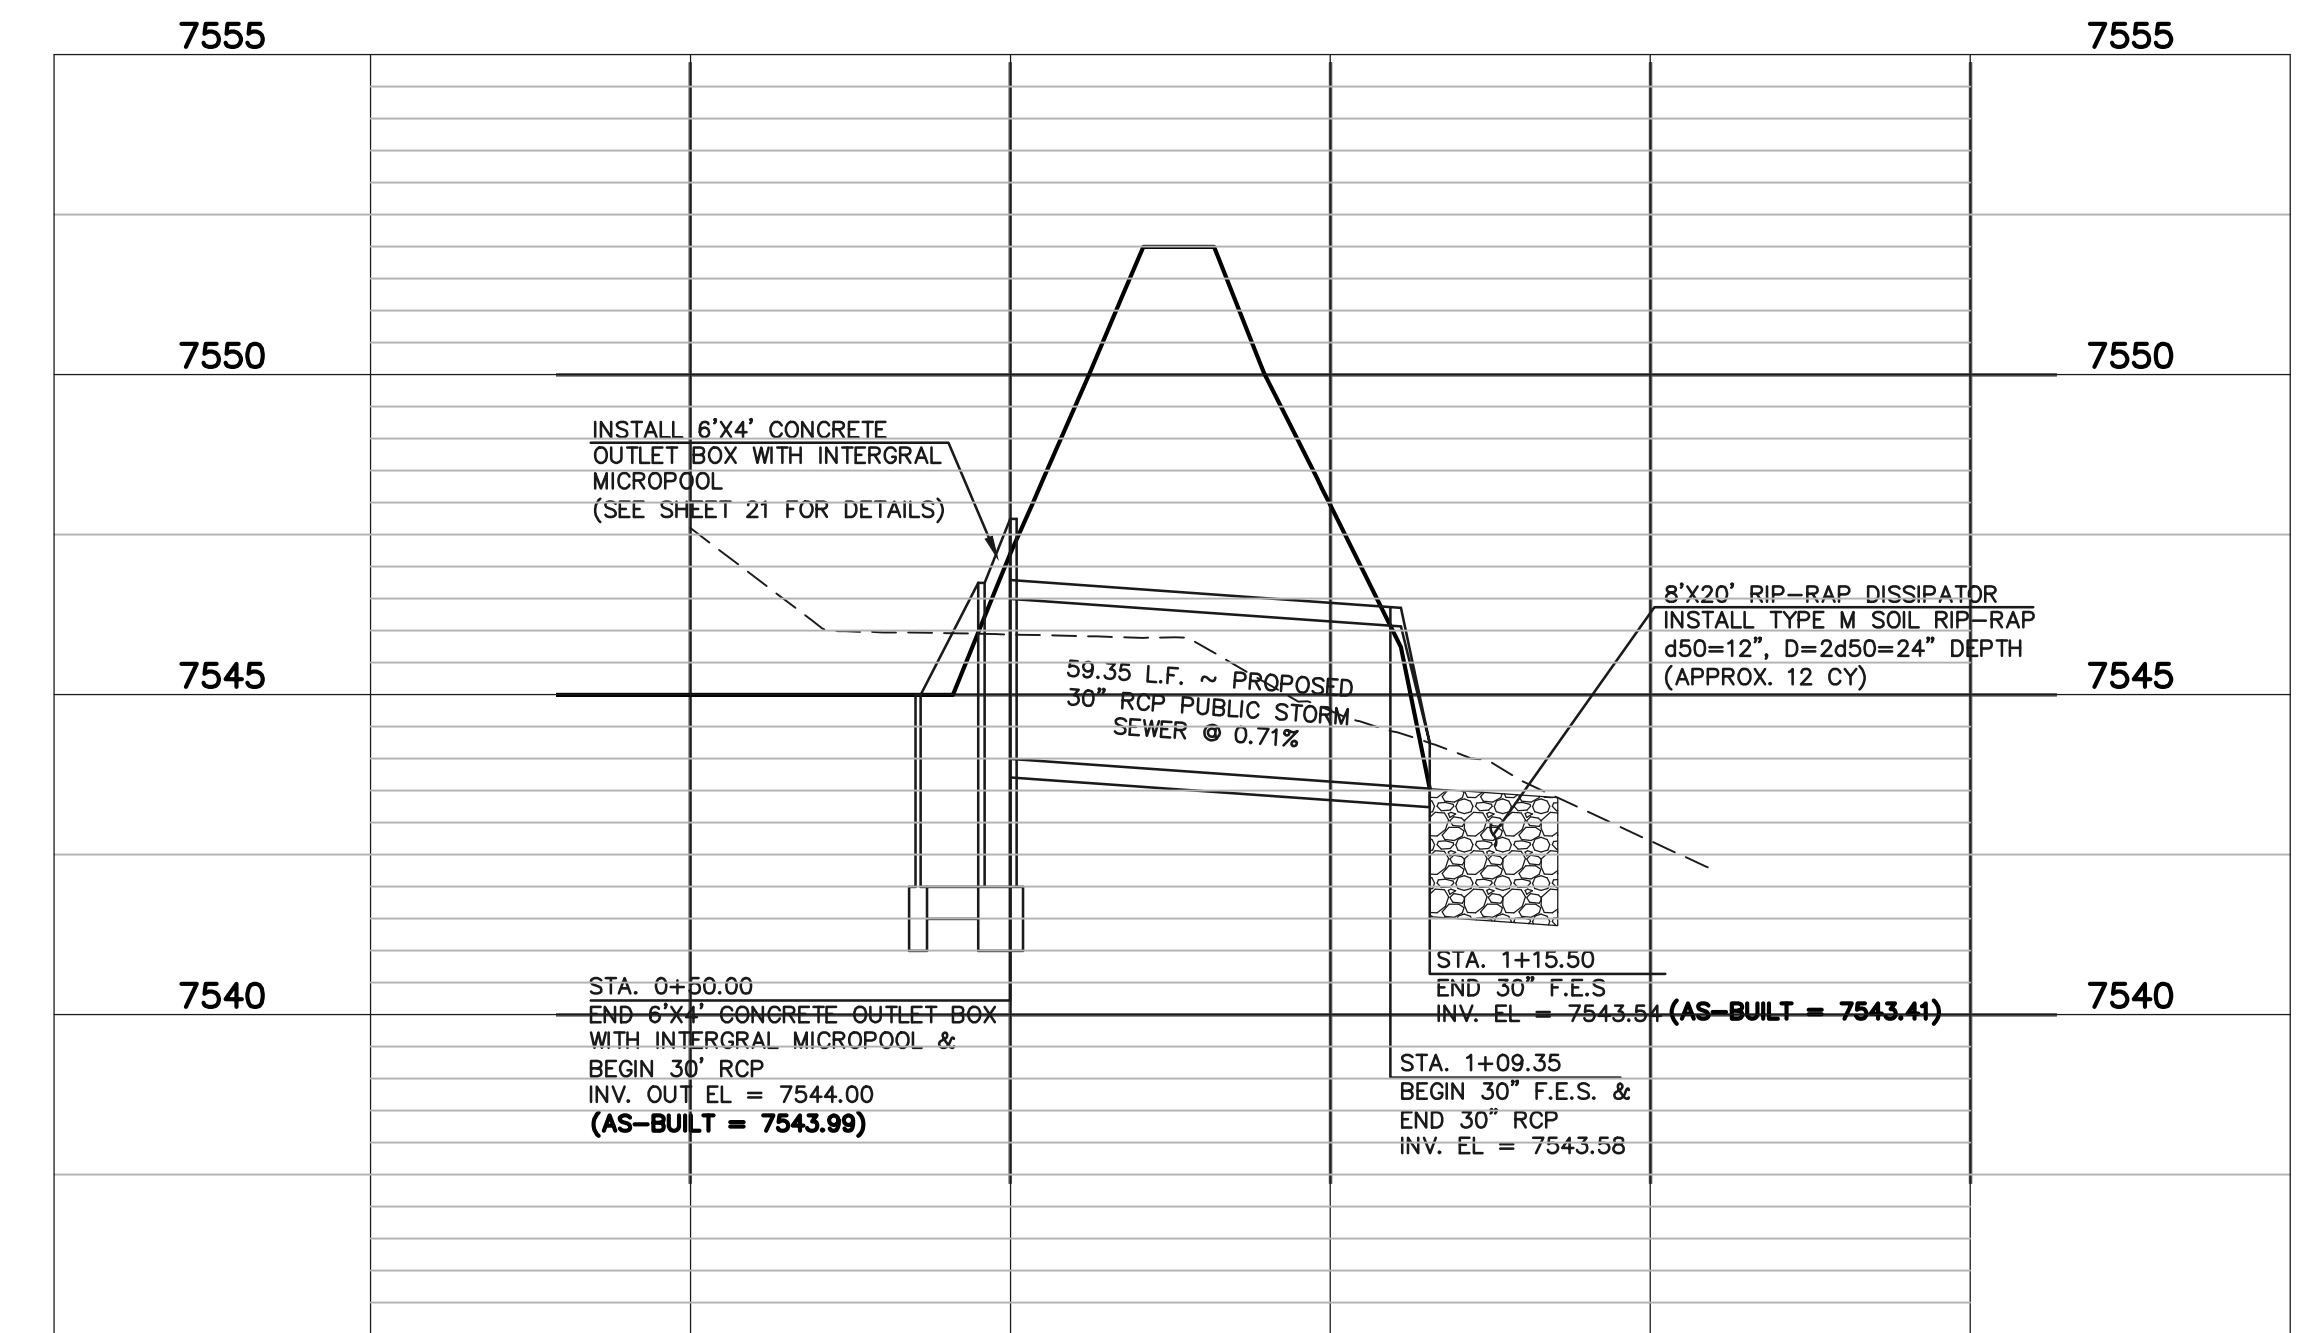 7555
7555
7550
7550
INSTALL 6'X4' CONCRETE
OUTLET BOX WITH INTERGRAL
MICROPOOL
(SEE SHEET 21 FOR DETAILS)
8'X20' RIP-RAP DISSIPATOR
INSTALL TYPE M SOIL RIP-RAP
d50=12", D=2d50=24" DEPTH
(APPROX. 12 CY)
7545
7545
59.35 L.F. ~ PROPOSED
30" RCP PUBLIC STORM
SEWER @ 0.71%
7540
7540
STA. 0+50.00
END 6'X4' CONCRETE OUTLET BOX
WITH INTERGRAL MICROPOOL &
BEGIN 30' RCP
INV. OUT EL = 7544.00
(AS-BUILT = 7543.99)
STA. 1+15.50
END 30" F.E.S
INV. EL = 7543.54 (AS-BUILT = 7543.41)
STA. 1+09.35
BEGIN 30" F.E.S. &
END 30" RCP
INV. EL = 7543.58